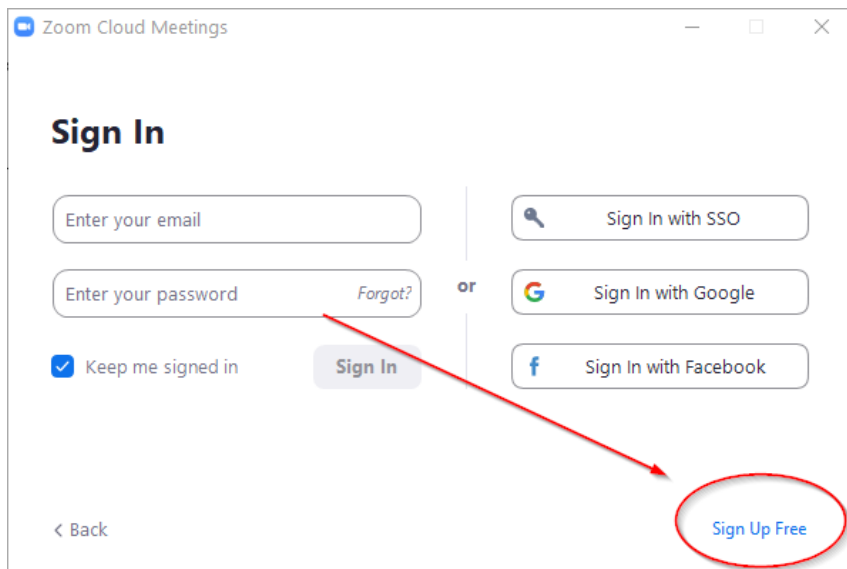 Zoom Cloud Meetings
Sign In
Enter your email
Enter your password
Forgot?
Keep me signed in
Sign In
or
Sign In with SSO
Sign In with Google
Sign In with Facebook
< Back
Sign Up Free